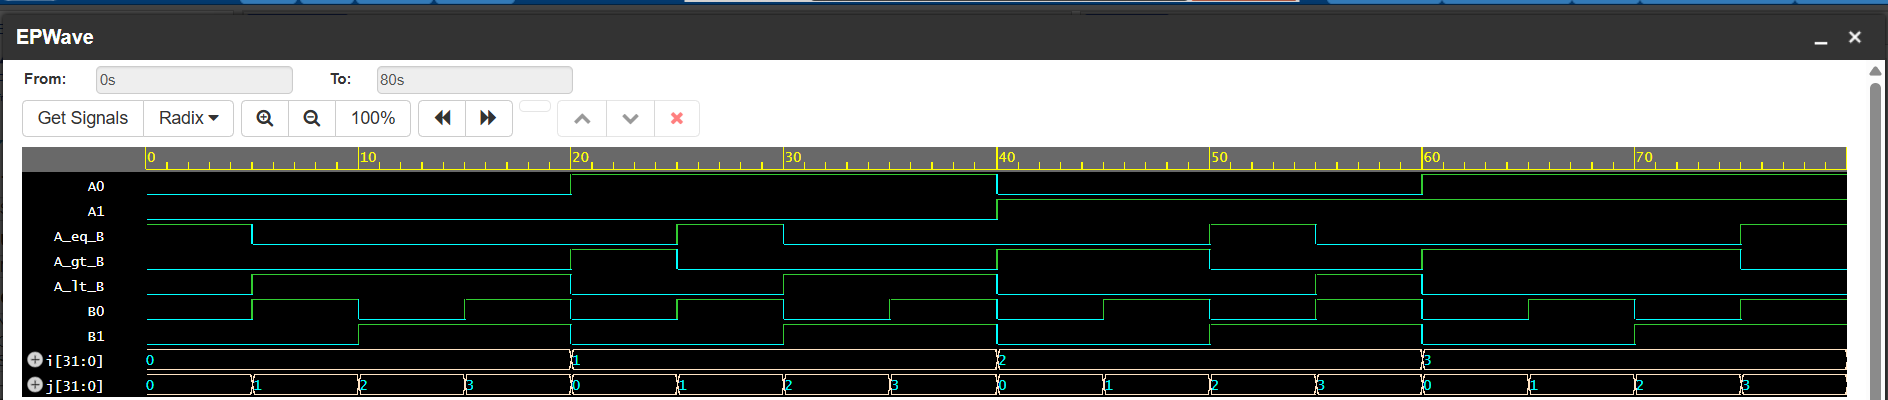 EPWave
From: 0s To: 80s
Get Signals Radix 100%
0 10 20 30 40 50 60 70
A0
A1
A_eq_B
A_gt_B
A_lt_B
B0
B1
i[31:0] 0 1 2 3
j[31:0] 0 1 2 3 0 1 2 3 0 1 2 3 0 1 2 3